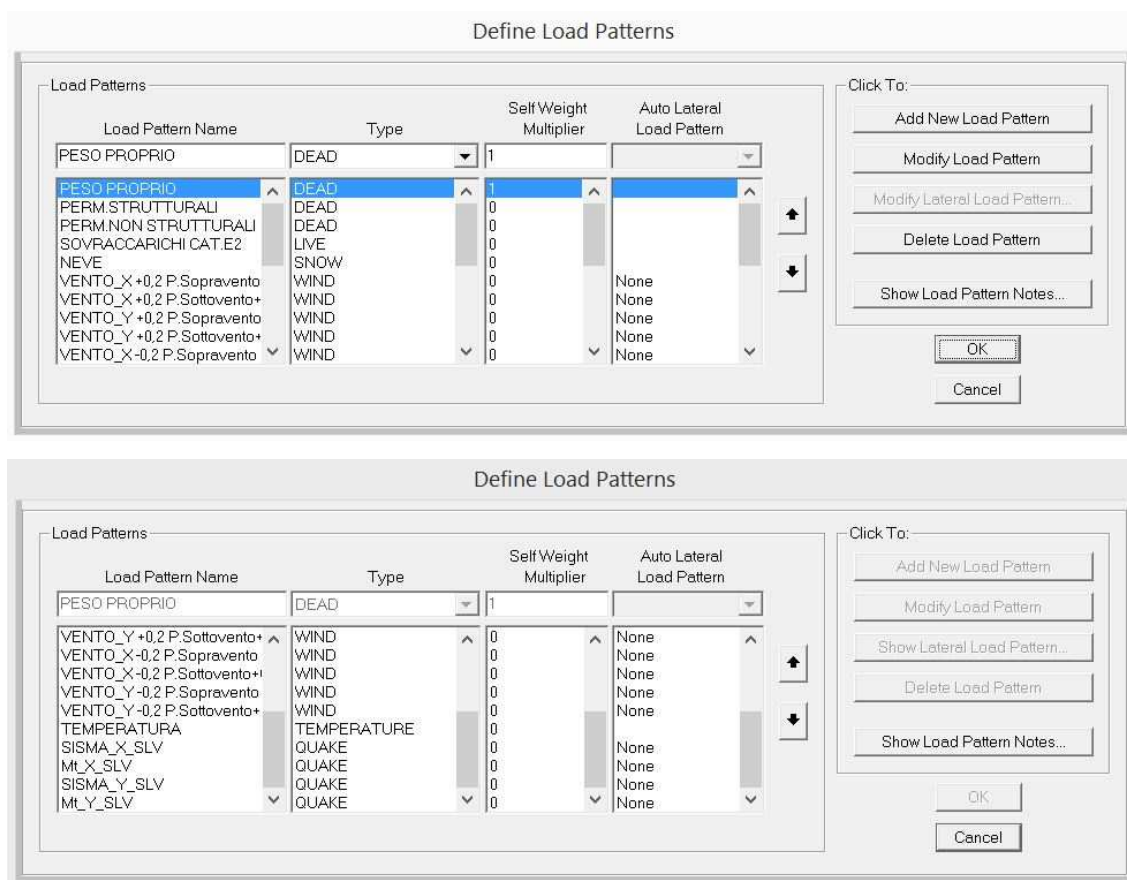 Define Load Patterns
Load Patterns
Click To:
Load Pattern Name Type Self Weight Multiplier Auto Lateral Load Pattern
PESO PROPRIO DEAD 1
PESO PROPRIO DEAD 1
PERM.STRUTTURALI DEAD 0
PERM.NON STRUTTURALI DEAD 0
SOVRACCARICHI CAT.E2 LIVE 0
NEVE SNOW 0
VENTO_X +0,2 P.Sopravento WIND 0 None
VENTO_X +0,2 P.Sottovento+ WIND 0 None
VENTO_Y +0,2 P.Sopravento WIND 0 None
VENTO_Y +0,2 P.Sottovento+ WIND 0 None
VENTO_X -0,2 P.Sopravento WIND 0 None
Add New Load Pattern
Modify Load Pattern
Modify Lateral Load Pattern...
Delete Load Pattern
Show Load Pattern Notes...
OK
Cancel
Define Load Patterns
Load Patterns
Click To:
Load Pattern Name Type Self Weight Multiplier Auto Lateral Load Pattern
PESO PROPRIO DEAD 1
VENTO_Y +0,2 P.Sottovento+ WIND 0 None
VENTO_X -0,2 P.Sopravento WIND 0 None
VENTO_X -0,2 P.Sottovento+ WIND 0 None
VENTO_Y -0,2 P.Sopravento WIND 0 None
VENTO_Y -0,2 P.Sottovento+ WIND 0 None
TEMPERATURA TEMPERATURE 0
SISMA_X_SLV QUAKE 0 None
Mt_X_SLV QUAKE 0 None
SISMA_Y_SLV QUAKE 0 None
Mt_Y_SLV QUAKE 0 None
Add New Load Pattern
Modify Load Pattern
Show Lateral Load Pattern...
Delete Load Pattern
Show Load Pattern Notes...
OK
Cancel